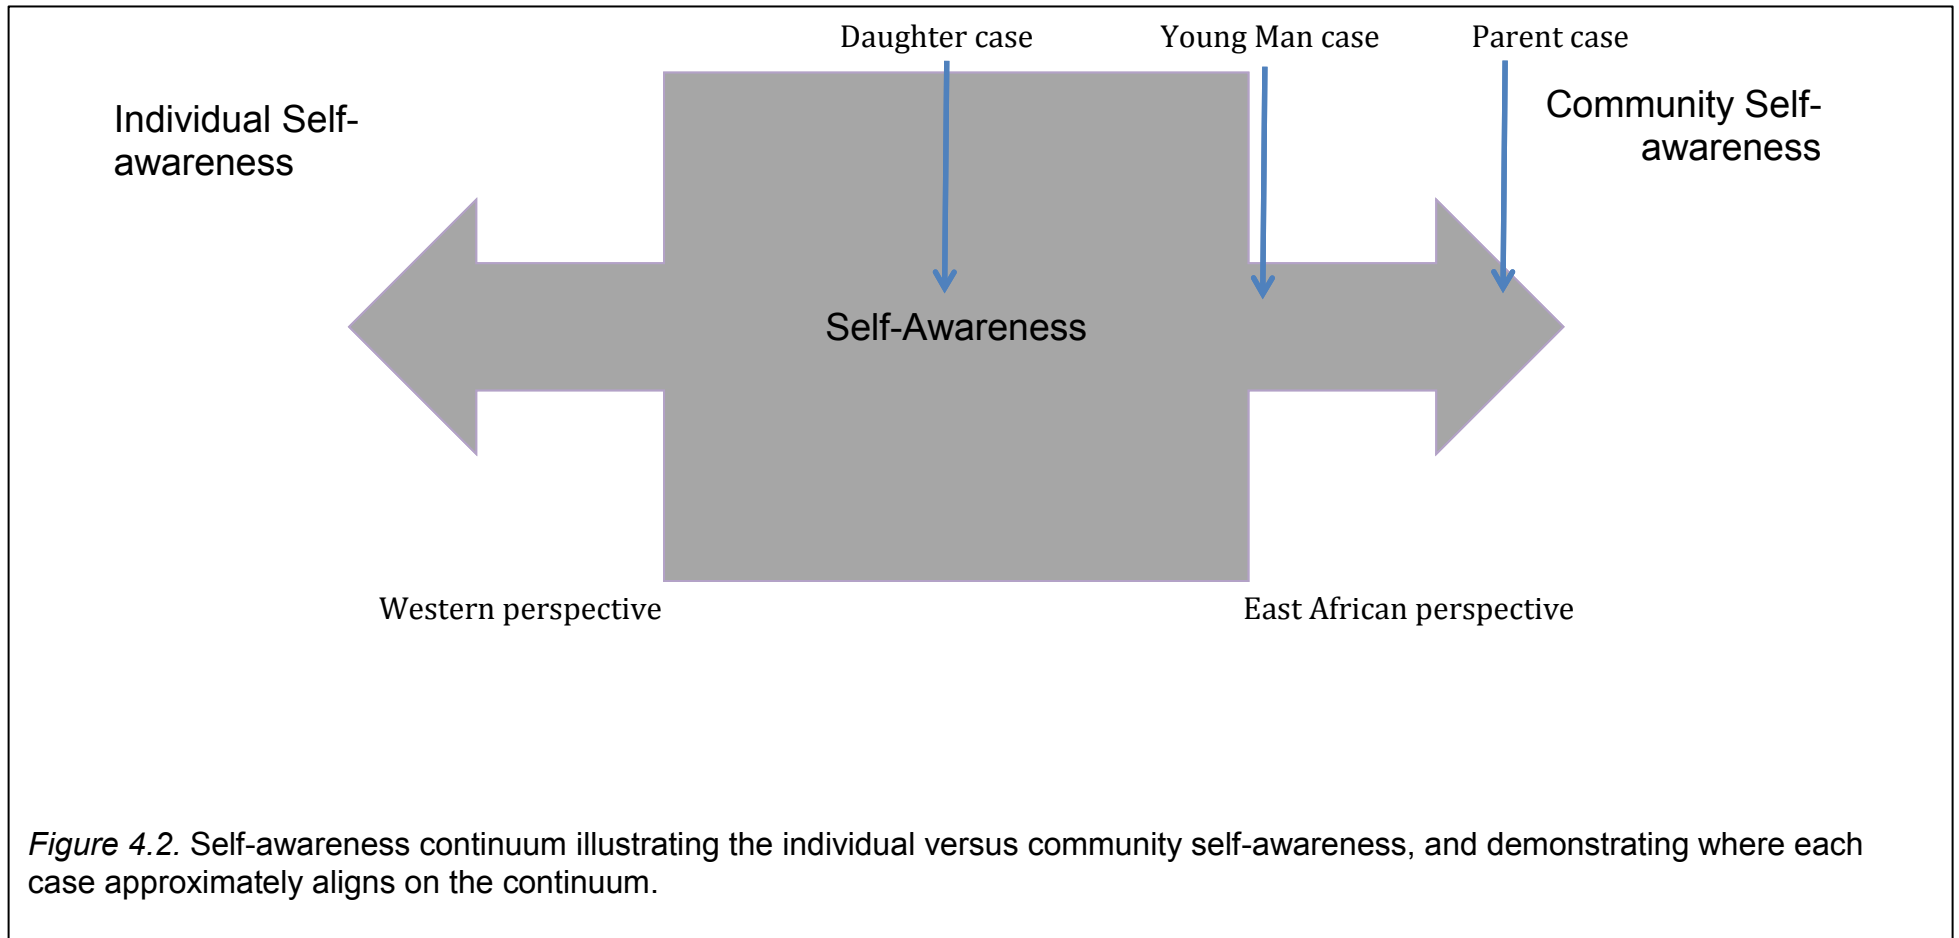 Daughter case
Young Man case
Parent case
Individual Self-
awareness
Community Self-
awareness
Self-Awareness
Western perspective
East African perspective
Figure 4.2. Self-awareness continuum illustrating the individual versus community self-awareness, and demonstrating where each
case approximately aligns on the continuum.